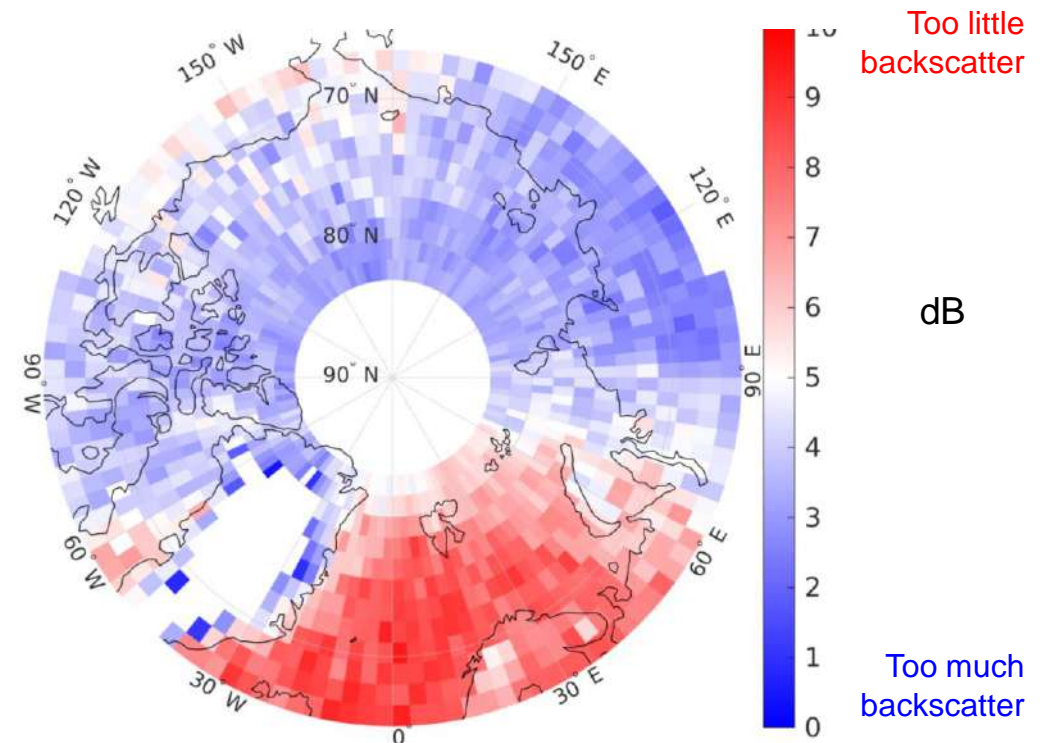 Too little
backscatter
10
9
8
7
6
5
4
3
2
1
0
dB
Too much
backscatter
150° W
150° E
120° W
120° E
70° N
80° N
90° N
90° W
90° E
60° W
60° E
30° W
30° E
0°